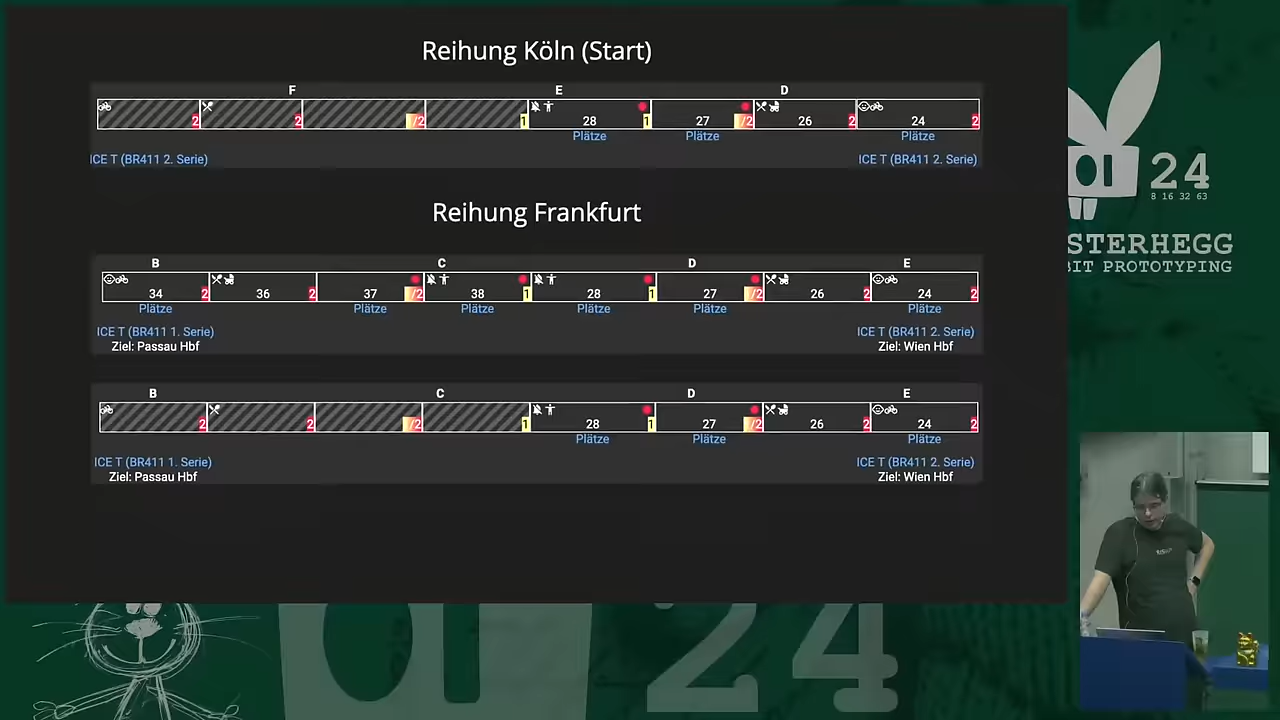 Reihung Köln (Start)
F E D
2 2 /2 1 28 1 27 /2 26 2 24 2
Plätze Plätze Plätze
ICE T (BR411 2. Serie) ICE T (BR411 2. Serie)
Reihung Frankfurt
B C D E
34 2 36 2 37 /2 38 1 28 1 27 /2 26 2 24 2
Plätze Plätze Plätze Plätze Plätze Plätze
ICE T (BR411 1. Serie) ICE T (BR411 2. Serie)
Ziel: Passau Hbf Ziel: Wien Hbf
B C D E
2 2 /2 1 28 1 27 /2 26 2 24 2
Plätze Plätze Plätze
ICE T (BR411 1. Serie) ICE T (BR411 2. Serie)
Ziel: Passau Hbf Ziel: Wien Hbf
24
8 16 32 63
STERHEGG
BIT PROTOTYPING
24